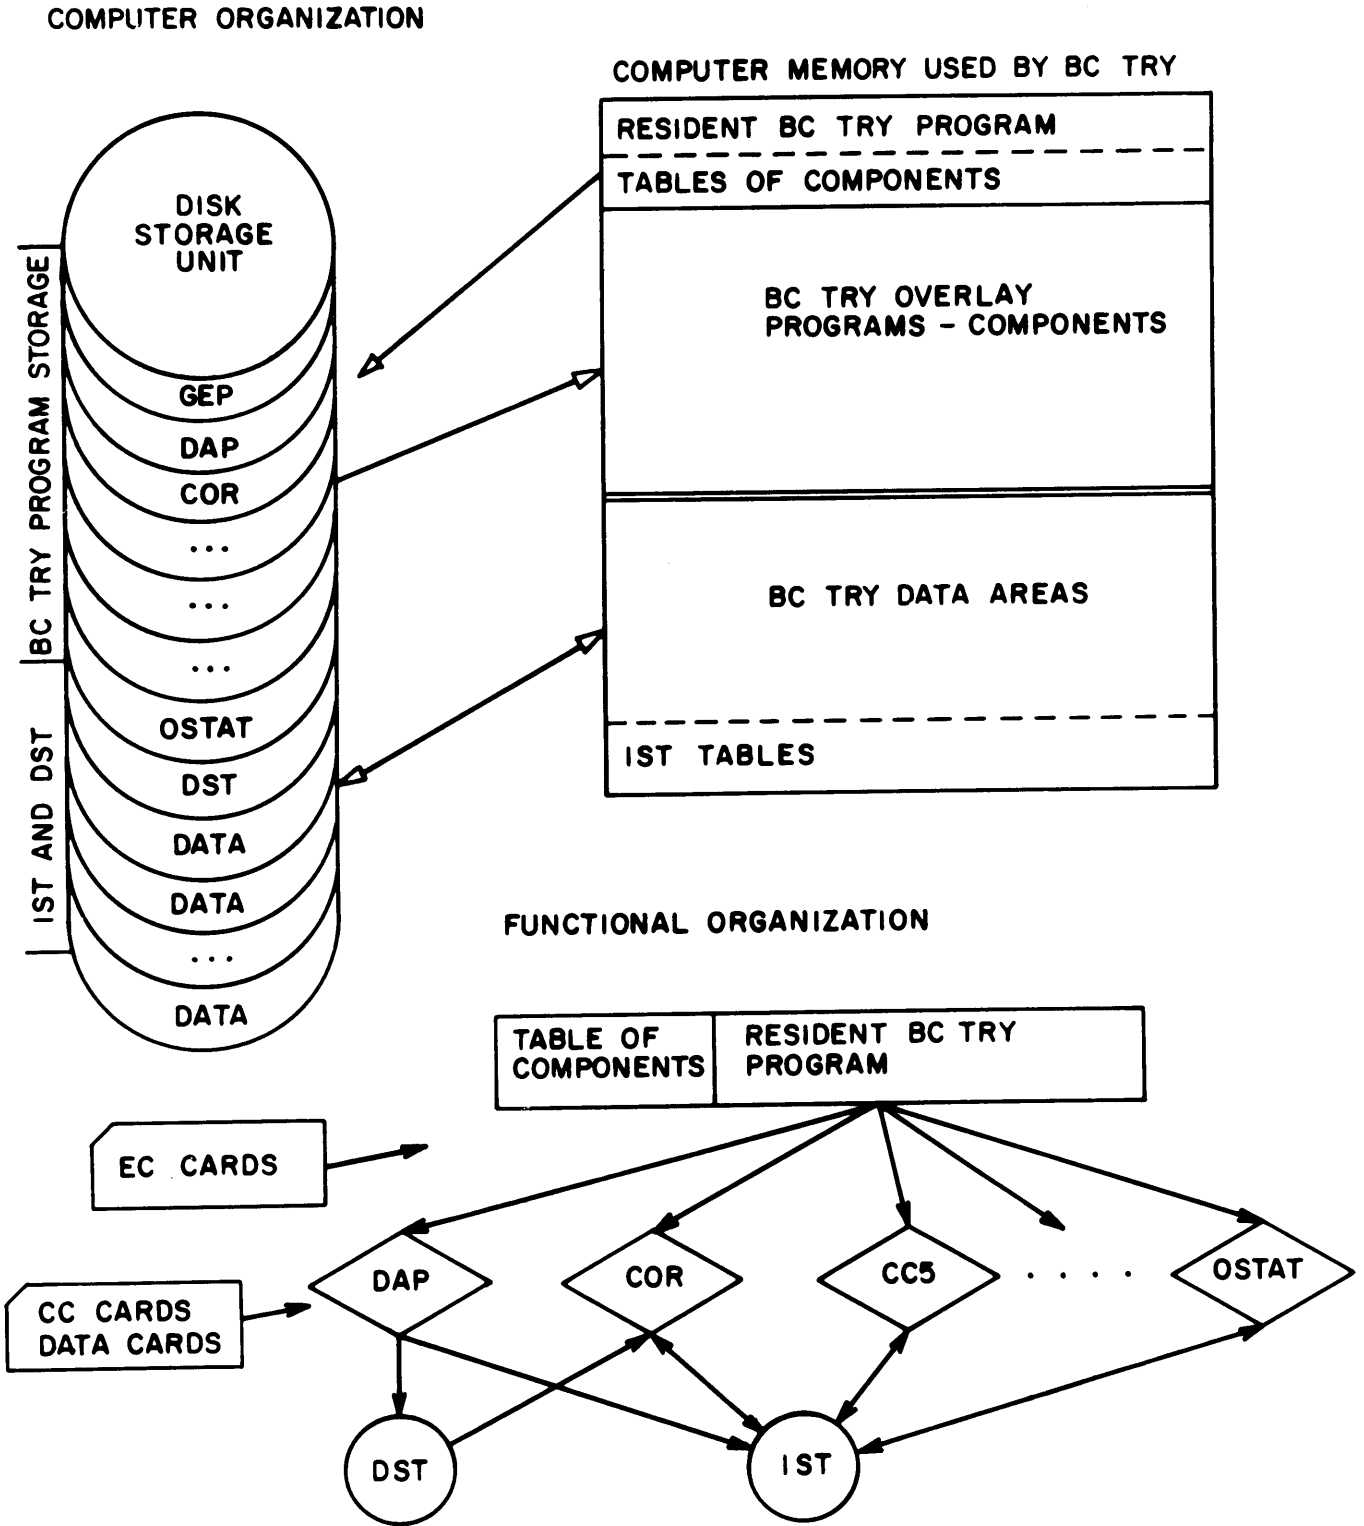 COMPUTER ORGANIZATION
COMPUTER MEMORY USED BY BC TRY
RESIDENT BC TRY PROGRAM
TABLES OF COMPONENTS
BC TRY OVERLAY
PROGRAMS - COMPONENTS
BC TRY DATA AREAS
IST TABLES
DISK
STORAGE
UNIT
GEP
DAP
COR
...
...
...
OSTAT
DST
DATA
DATA
...
DATA
BC TRY PROGRAM STORAGE
IST AND DST
FUNCTIONAL ORGANIZATION
TABLE OF
COMPONENTS
RESIDENT BC TRY
PROGRAM
EC CARDS
CC CARDS
DATA CARDS
DAP
COR
CC5
. . . . .
OSTAT
DST
IST